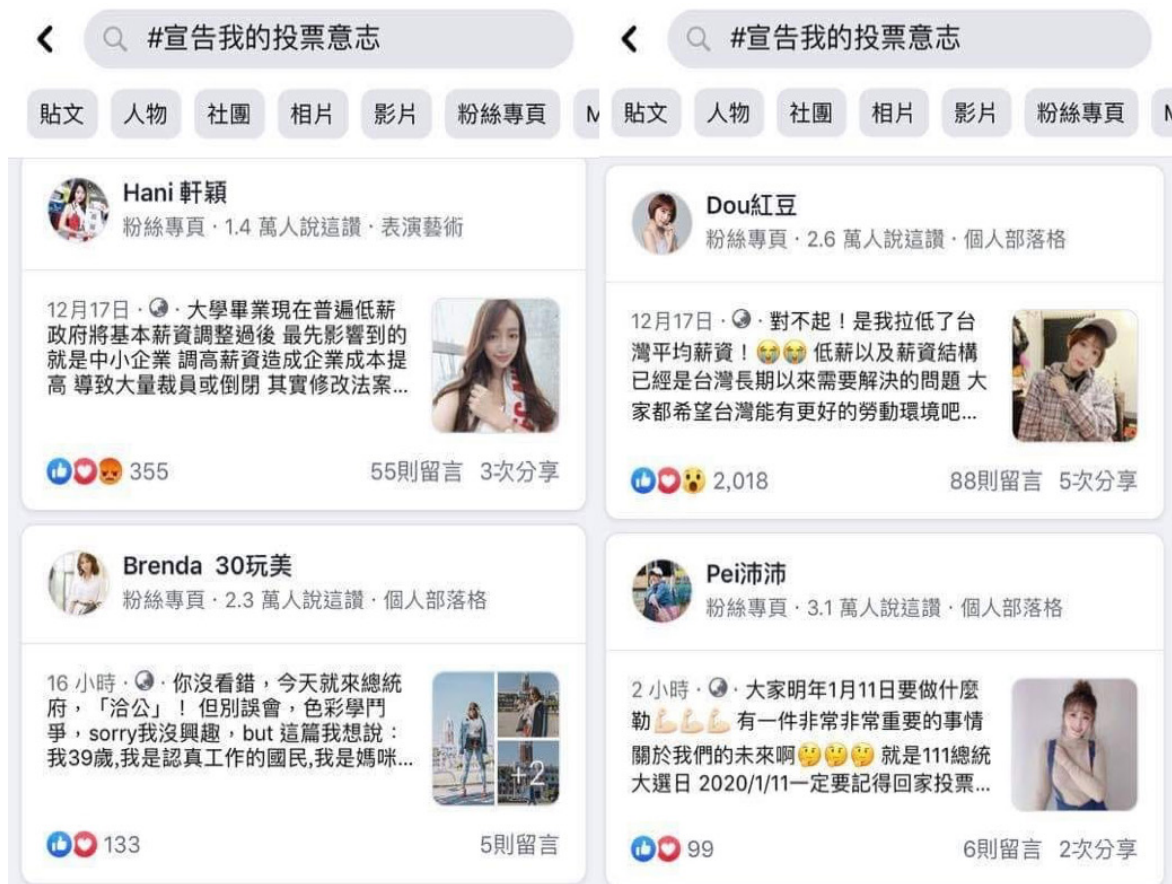 #宣告我的投票意志
貼文 人物 社團 相片 影片 粉絲專頁 M
Hani 軒穎
粉絲專頁 · 1.4 萬人說這讚 · 表演藝術
12月17日 · 大學畢業現在普遍低薪
政府將基本薪資調整過後 最先影響到的
就是中小企業 調高薪資造成企業成本提
高 導致大量裁員或倒閉 其實修改法案...
355 55則留言 3次分享
Brenda 30玩美
粉絲專頁 · 2.3 萬人說這讚 · 個人部落格
16 小時 · 你沒看錯,今天就來總統
府,「洽公」! 但別誤會,色彩學鬥
爭,sorry我沒興趣,but 這篇我想說:
我39歲,我是認真工作的國民,我是媽咪...
+2
133 5則留言
#宣告我的投票意志
貼文 人物 社團 相片 影片 粉絲專頁 M
Dou紅豆
粉絲專頁 · 2.6 萬人說這讚 · 個人部落格
12月17日 · 對不起!是我拉低了台
灣平均薪資!😭😭 低薪以及薪資結構
已經是台灣長期以來需要解決的問題 大
家都希望台灣能有更好的勞動環境吧...
2,018 88則留言 5次分享
Pei沛沛
粉絲專頁 · 3.1 萬人說這讚 · 個人部落格
2 小時 · 大家明年1月11日要做什麼
勒💪🏻💪🏻💪🏻 有一件非常非常重要的事情
關於我們的未來啊🤔🤔🤔 就是111總統
大選日 2020/1/11一定要記得回家投票...
99 6則留言 2次分享